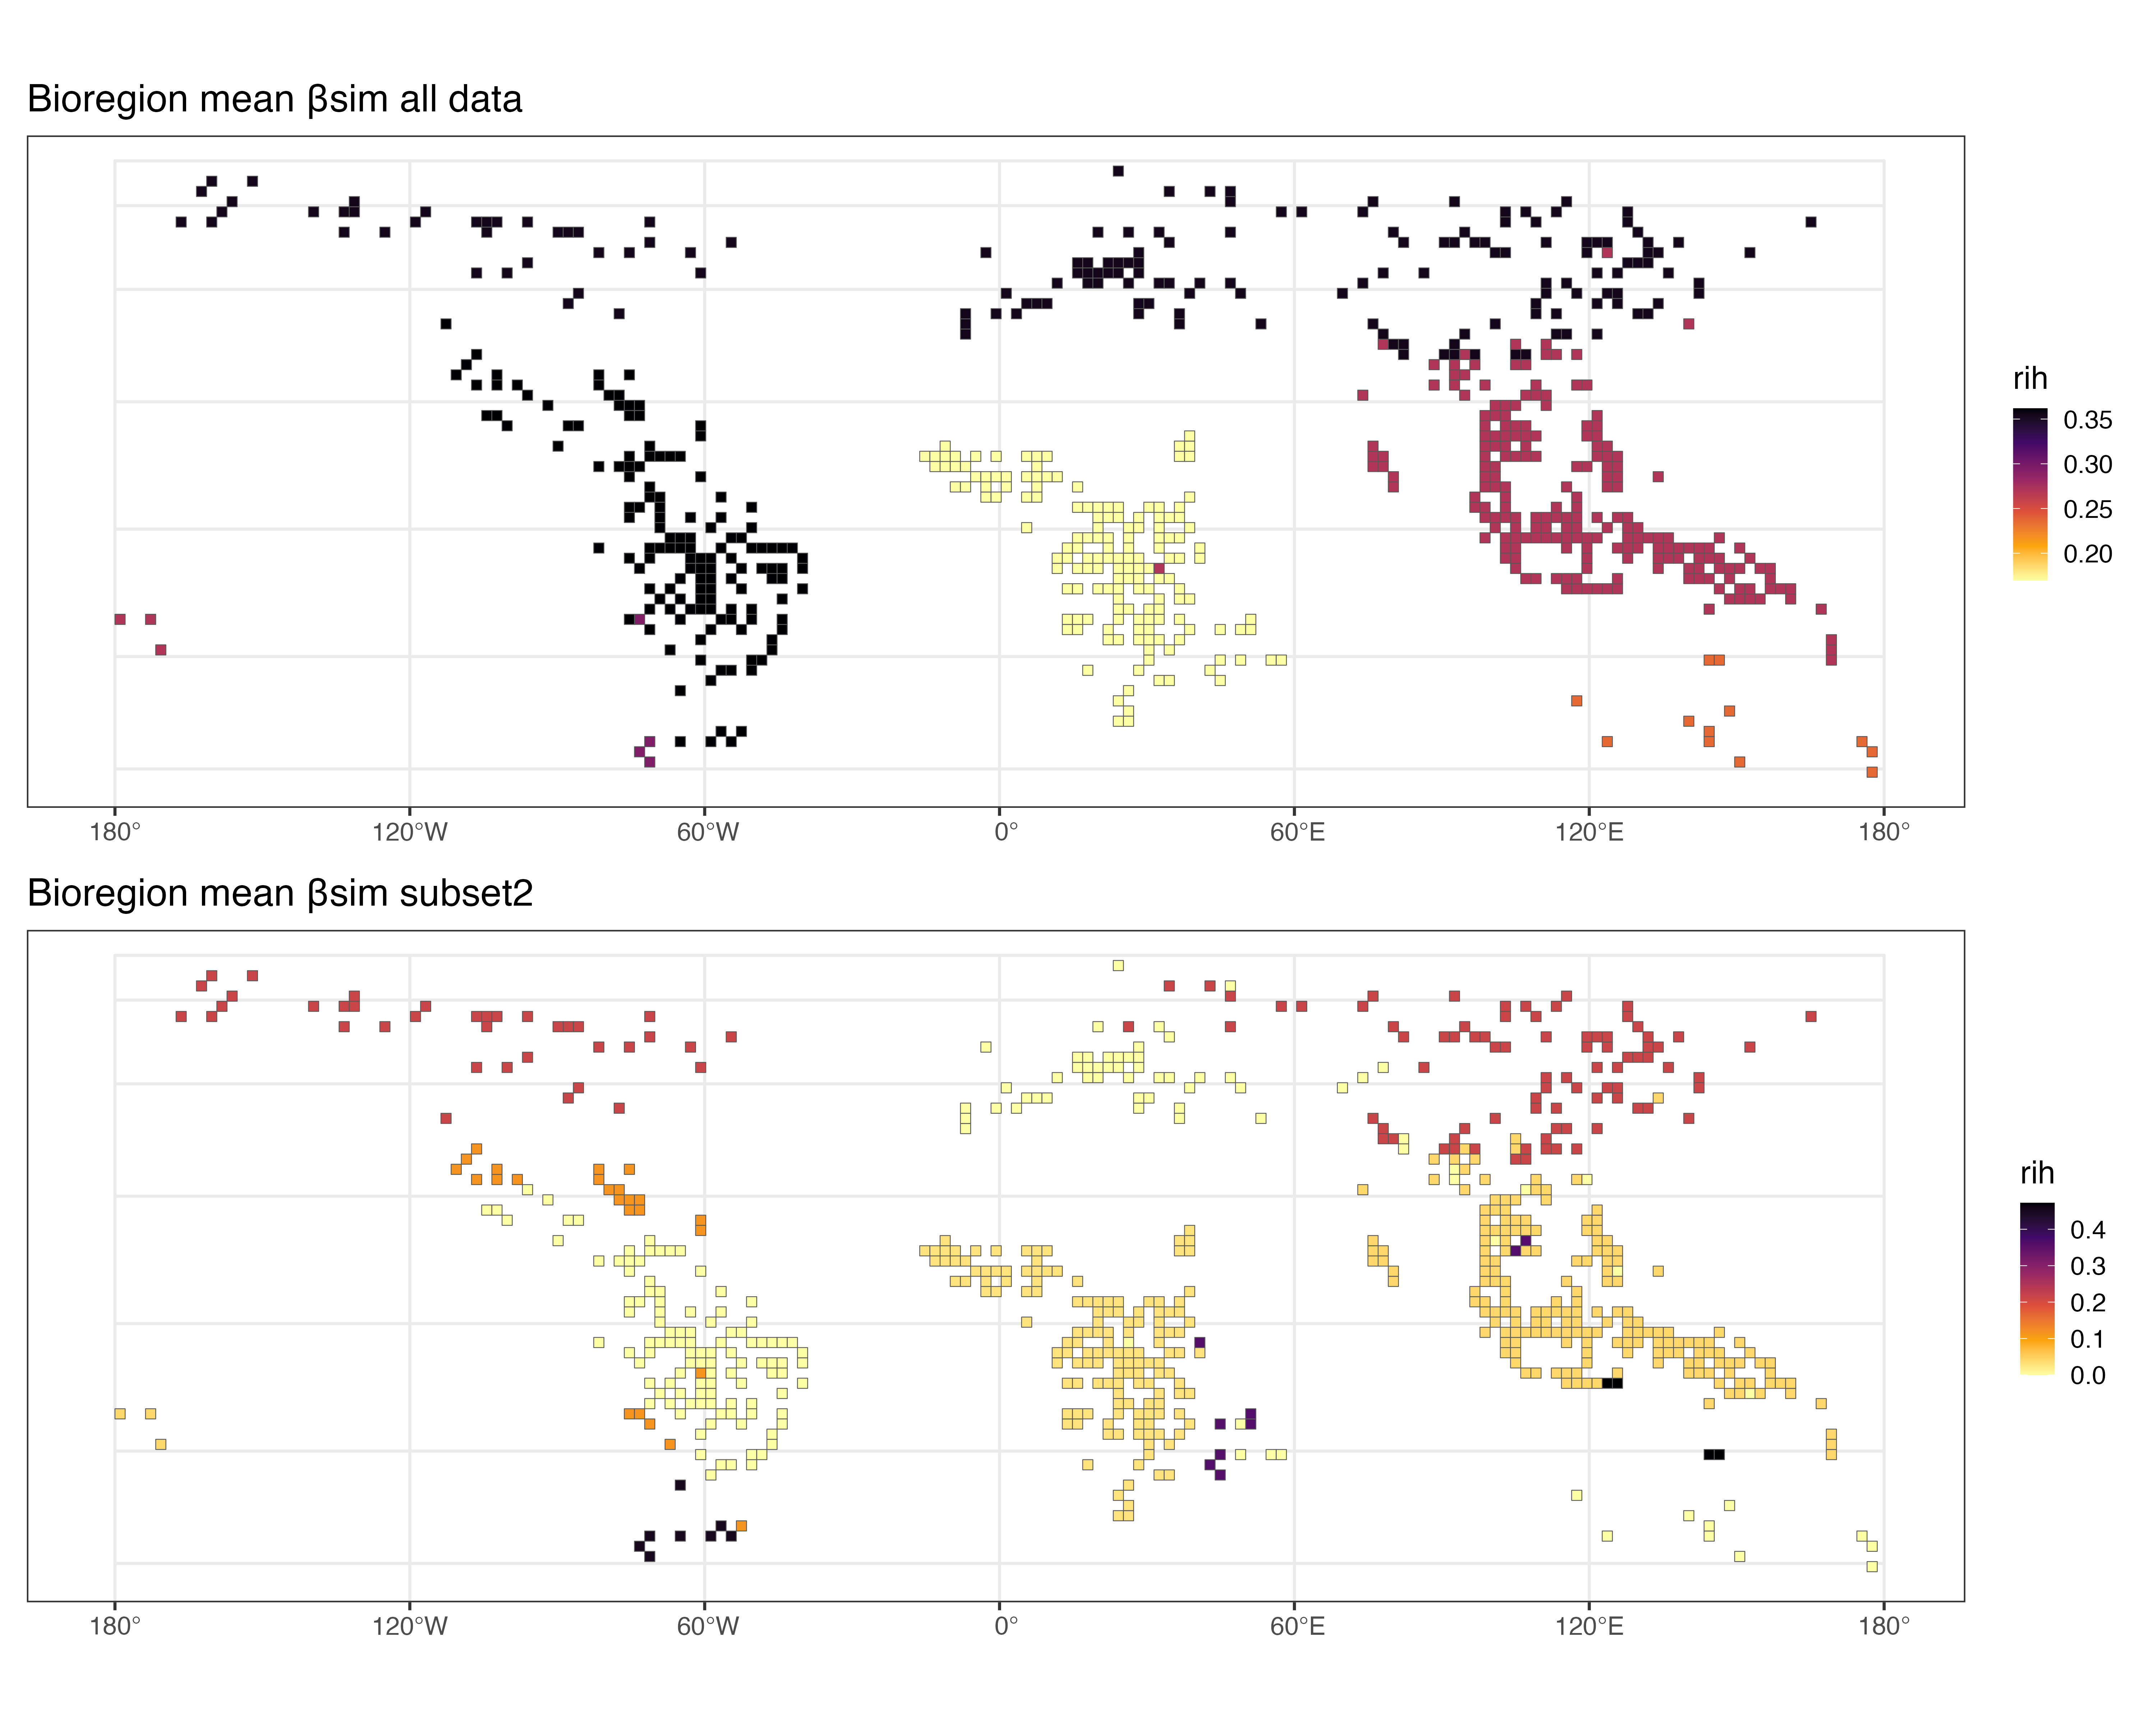 Bioregion mean βsim all data
rih
0.35
0.30
0.25
0.20
180° 120°W 60°W 0° 60°E 120°E 180°
Bioregion mean βsim subset2
rih
0.4
0.3
0.2
0.1
0.0
180° 120°W 60°W 0° 60°E 120°E 180°